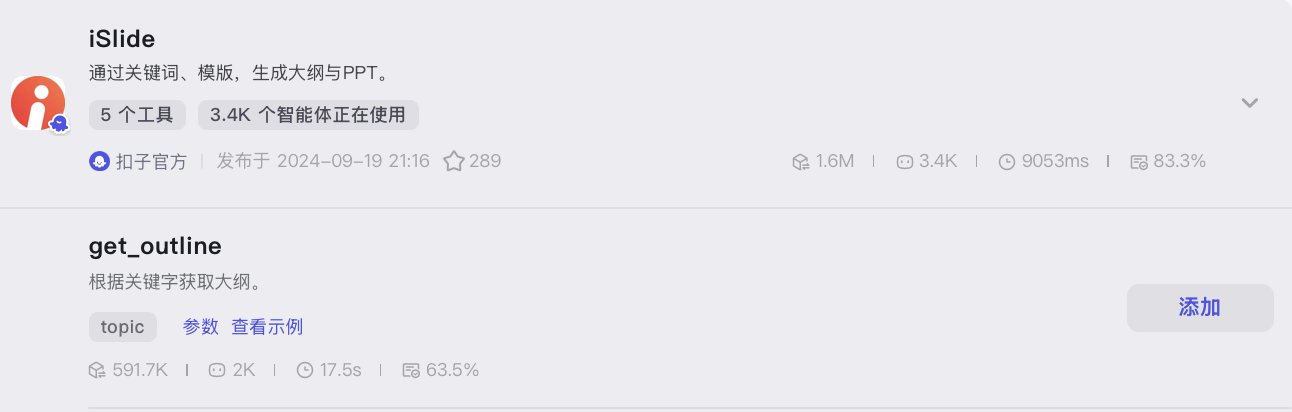 iSlide
通过关键词、模版，生成大纲与PPT。
5 个工具 3.4K 个智能体正在使用
扣子官方 发布于 2024-09-19 21:16 289 1.6M 3.4K 9053ms 83.3%
get_outline
根据关键字获取大纲。
添加
topic 参数 查看示例
591.7K 2K 17.5s 63.5%